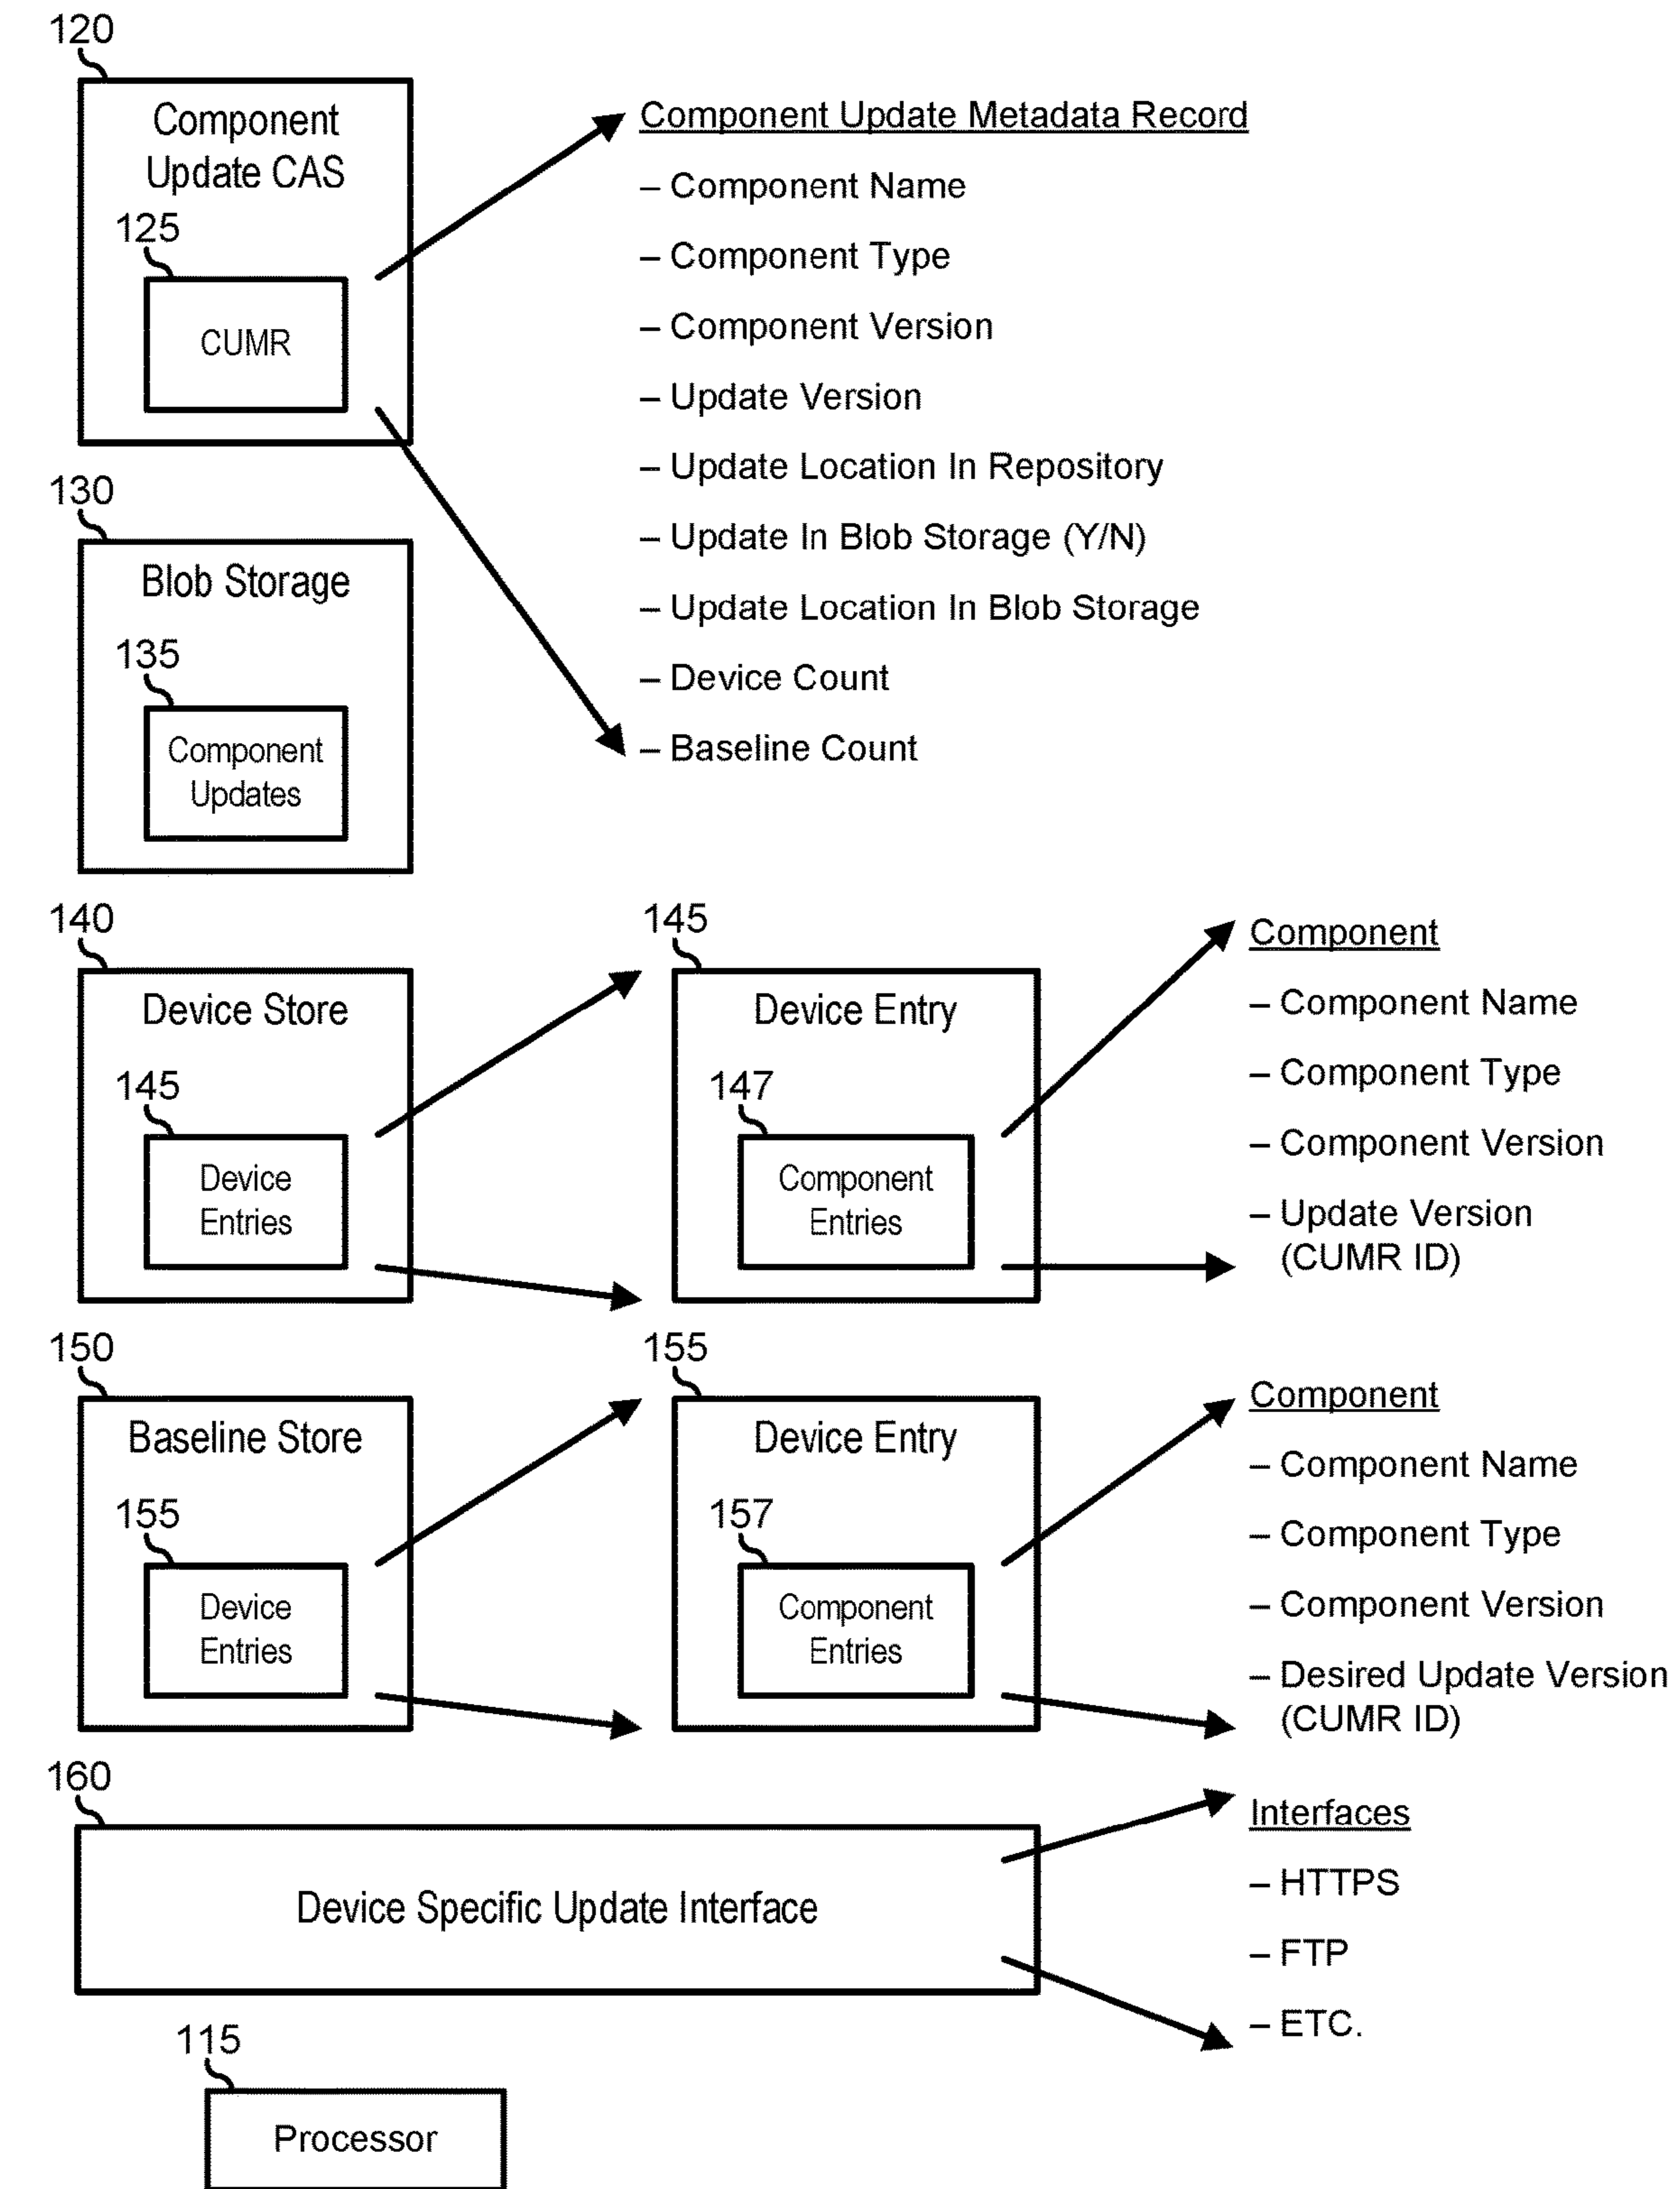 120
Component
Update CAS
125
CUMR
Component Update Metadata Record
– Component Name
– Component Type
– Component Version
– Update Version
– Update Location In Repository
– Update In Blob Storage (Y/N)
– Update Location In Blob Storage
– Device Count
– Baseline Count
130
Blob Storage
135
Component
Updates
140
Device Store
145
Device
Entries
145
Device Entry
147
Component
Entries
Component
– Component Name
– Component Type
– Component Version
– Update Version
(CUMR ID)
150
Baseline Store
155
Device
Entries
155
Device Entry
157
Component
Entries
Component
– Component Name
– Component Type
– Component Version
– Desired Update Version
(CUMR ID)
160
Device Specific Update Interface
Interfaces
– HTTPS
– FTP
– ETC.
115
Processor